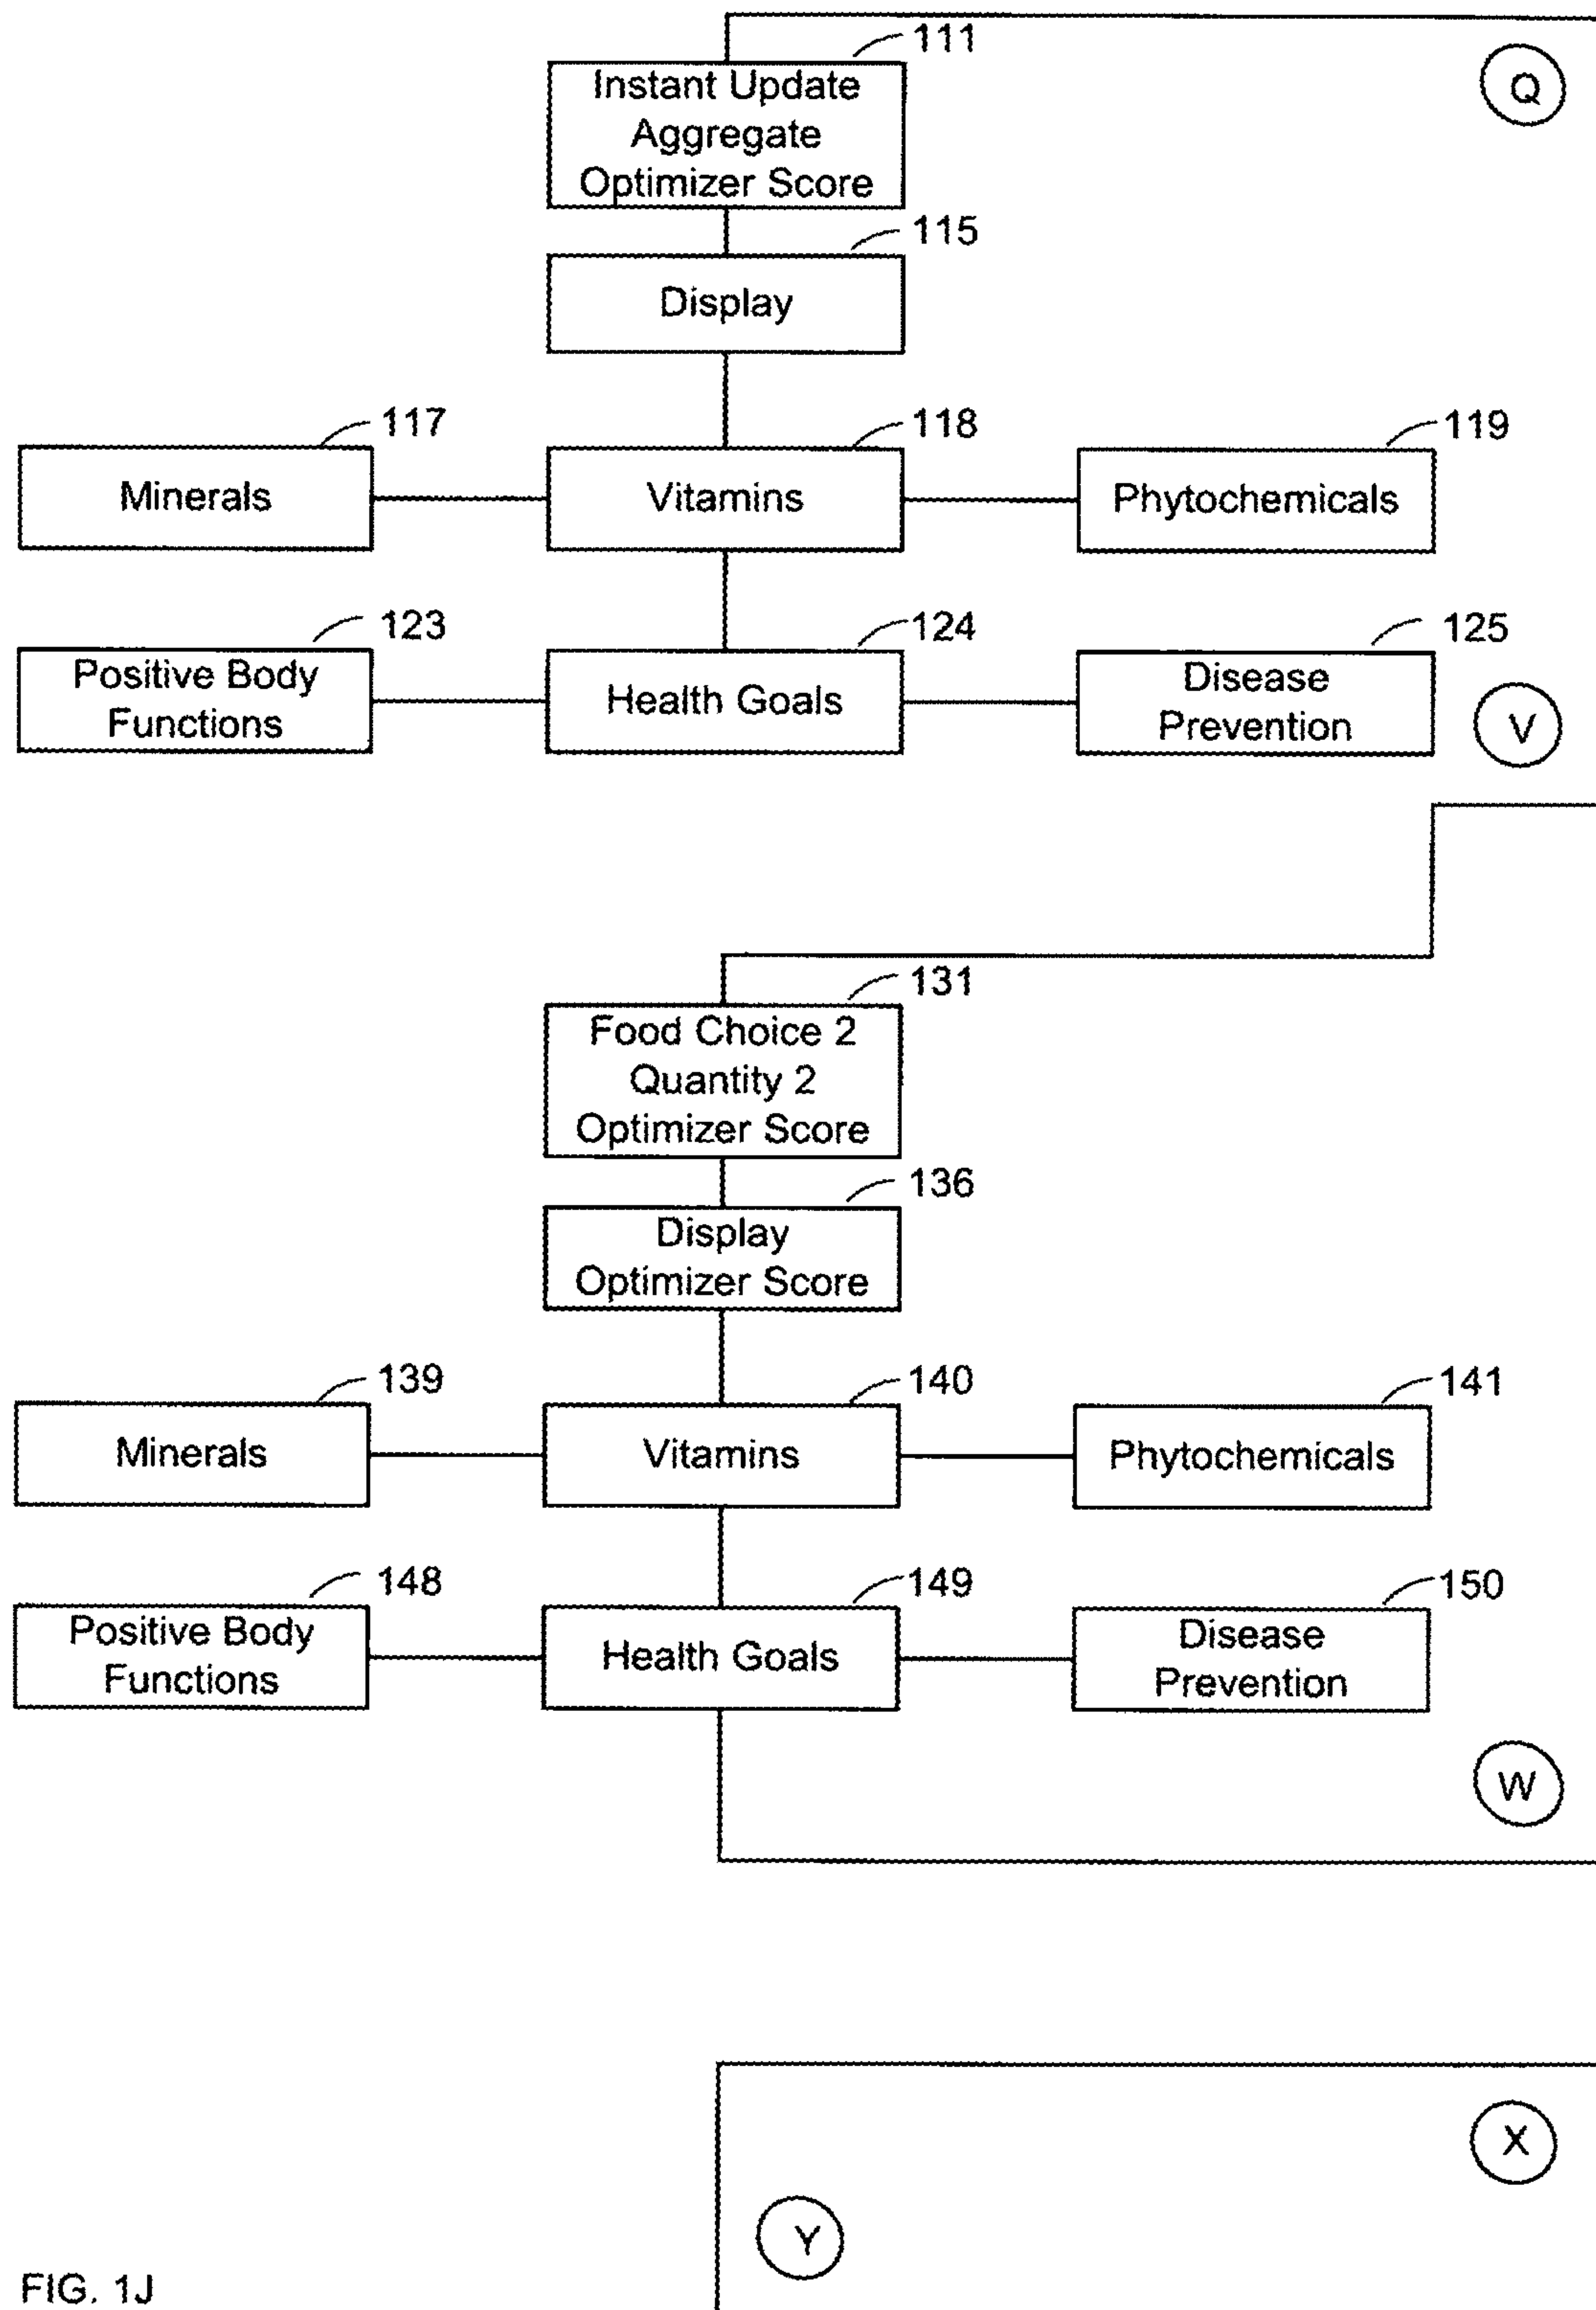 111
Instant Update
Aggregate
Optimizer Score
Q
115
Display
117
118
119
Minerals
Vitamins
Phytochemicals
123
124
125
Positive Body
Functions
Health Goals
Disease
Prevention
V
131
Food Choice 2
Quantity 2
Optimizer Score
136
Display
Optimizer Score
139
140
141
Minerals
Vitamins
Phytochemicals
148
149
150
Positive Body
Functions
Health Goals
Disease
Prevention
W
X
Y
FIG. 1J